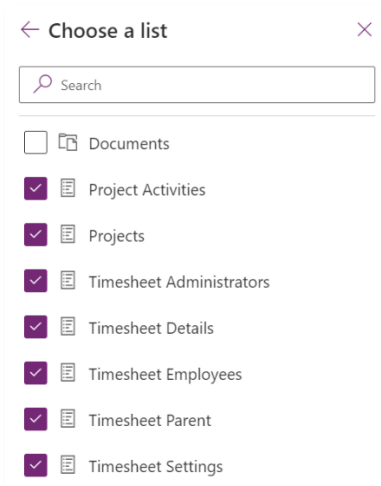 Choose a list
Search
Documents
Project Activities
Projects
Timesheet Administrators
Timesheet Details
Timesheet Employees
Timesheet Parent
Timesheet Settings